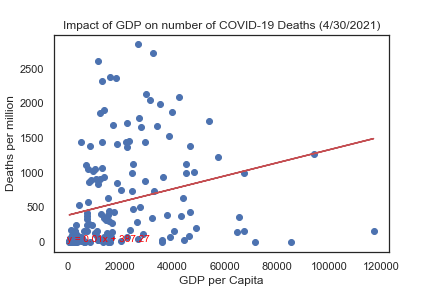 Impact of GDP on number of COVID-19 Deaths (4/30/2021)
2500
2000
1500
1000
500
0
Deaths per million
0 20000 40000 60000 80000 100000 120000
GDP per Capita